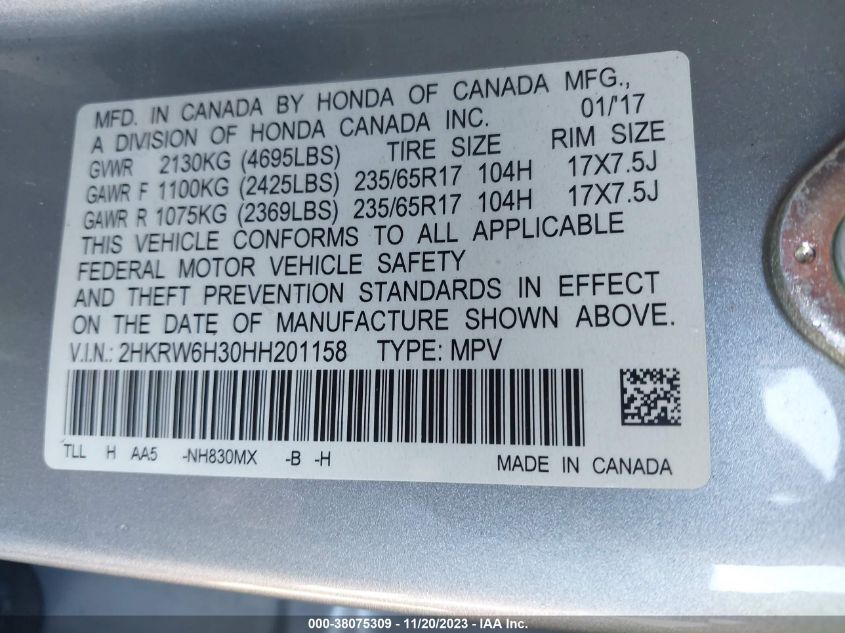 MFD. IN CANADA BY HONDA OF CANADA MFG.,
A DIVISION OF HONDA CANADA INC. 01/'17
GVWR 2130KG (4695LBS) TIRE SIZE RIM SIZE
GAWR F 1100KG (2425LBS) 235/65R17 104H 17X7.5J
GAWR R 1075KG (2369LBS) 235/65R17 104H 17X7.5J
THIS VEHICLE CONFORMS TO ALL APPLICABLE
FEDERAL MOTOR VEHICLE SAFETY
AND THEFT PREVENTION STANDARDS IN EFFECT
ON THE DATE OF MANUFACTURE SHOWN ABOVE.
V.I.N.: 2HKRW6H30HH201158 TYPE: MPV
TLL H AA5 -NH830MX -B -H
MADE IN CANADA
000-38075309 - 11/20/2023 - IAA Inc.